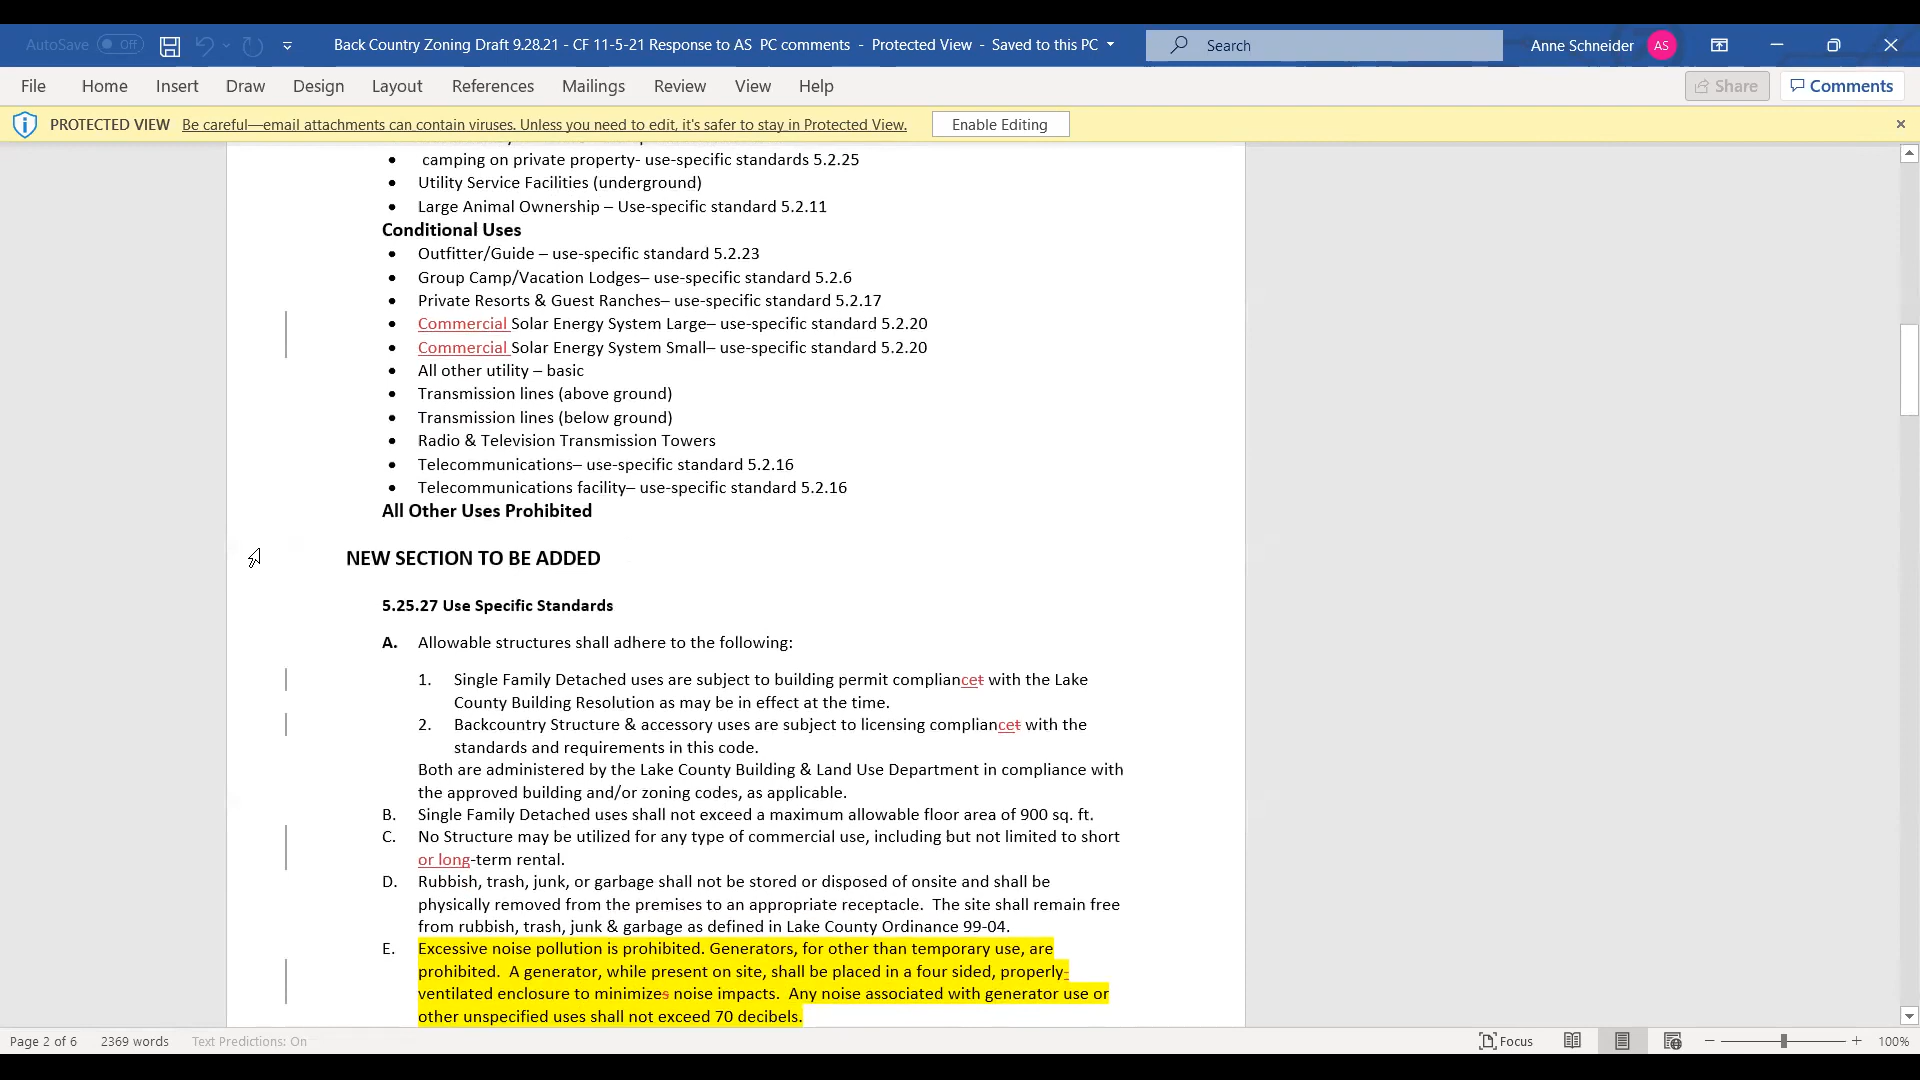 AutoSave Off Back Country Zoning Draft 9.28.21 - CF 11-5-21 Response to AS PC comments - Protected View - Saved to this PC Search Anne Schneider AS
File Home Insert Draw Design Layout References Mailings Review View Help Share Comments
PROTECTED VIEW Be careful—email attachments can contain viruses. Unless you need to edit, it's safer to stay in Protected View. Enable Editing
• camping on private property- use-specific standards 5.2.25
• Utility Service Facilities (underground)
• Large Animal Ownership – Use-specific standard 5.2.11
Conditional Uses
• Outfitter/Guide – use-specific standard 5.2.23
• Group Camp/Vacation Lodges– use-specific standard 5.2.6
• Private Resorts & Guest Ranches– use-specific standard 5.2.17
• Commercial Solar Energy System Large– use-specific standard 5.2.20
• Commercial Solar Energy System Small– use-specific standard 5.2.20
• All other utility – basic
• Transmission lines (above ground)
• Transmission lines (below ground)
• Radio & Television Transmission Towers
• Telecommunications– use-specific standard 5.2.16
• Telecommunications facility– use-specific standard 5.2.16
All Other Uses Prohibited
NEW SECTION TO BE ADDED
5.25.27 Use Specific Standards
A. Allowable structures shall adhere to the following:
1. Single Family Detached uses are subject to building permit compliancet with the Lake
County Building Resolution as may be in effect at the time.
2. Backcountry Structure & accessory uses are subject to licensing compliancet with the
standards and requirements in this code.
Both are administered by the Lake County Building & Land Use Department in compliance with
the approved building and/or zoning codes, as applicable.
B. Single Family Detached uses shall not exceed a maximum allowable floor area of 900 sq. ft.
C. No Structure may be utilized for any type of commercial use, including but not limited to short
or long-term rental.
D. Rubbish, trash, junk, or garbage shall not be stored or disposed of onsite and shall be
physically removed from the premises to an appropriate receptacle. The site shall remain free
from rubbish, trash, junk & garbage as defined in Lake County Ordinance 99-04.
E. Excessive noise pollution is prohibited. Generators, for other than temporary use, are
prohibited. A generator, while present on site, shall be placed in a four sided, properly-
ventilated enclosure to minimizes noise impacts. Any noise associated with generator use or
other unspecified uses shall not exceed 70 decibels.
Page 2 of 6 2369 words Text Predictions: On Focus 100%